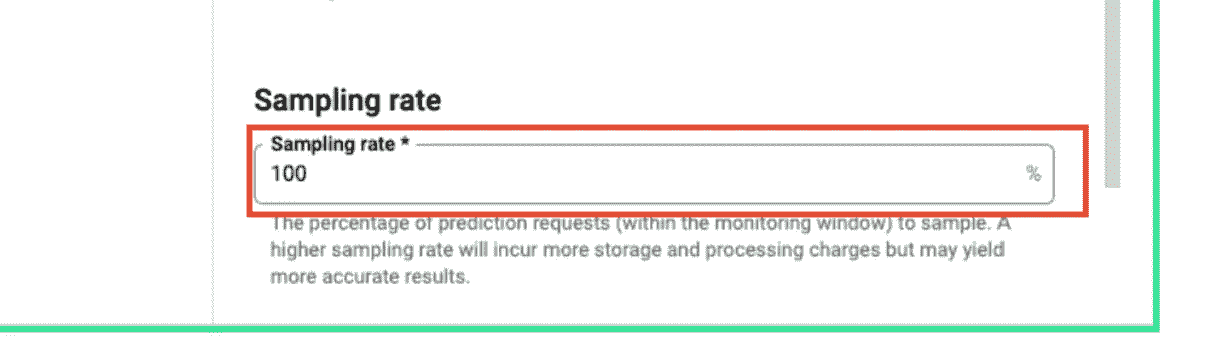 Sampling rate
Sampling rate *
100 %
The percentage of prediction requests (within the monitoring window) to sample. A
higher sampling rate will incur more storage and processing charges but may yield
more accurate results.